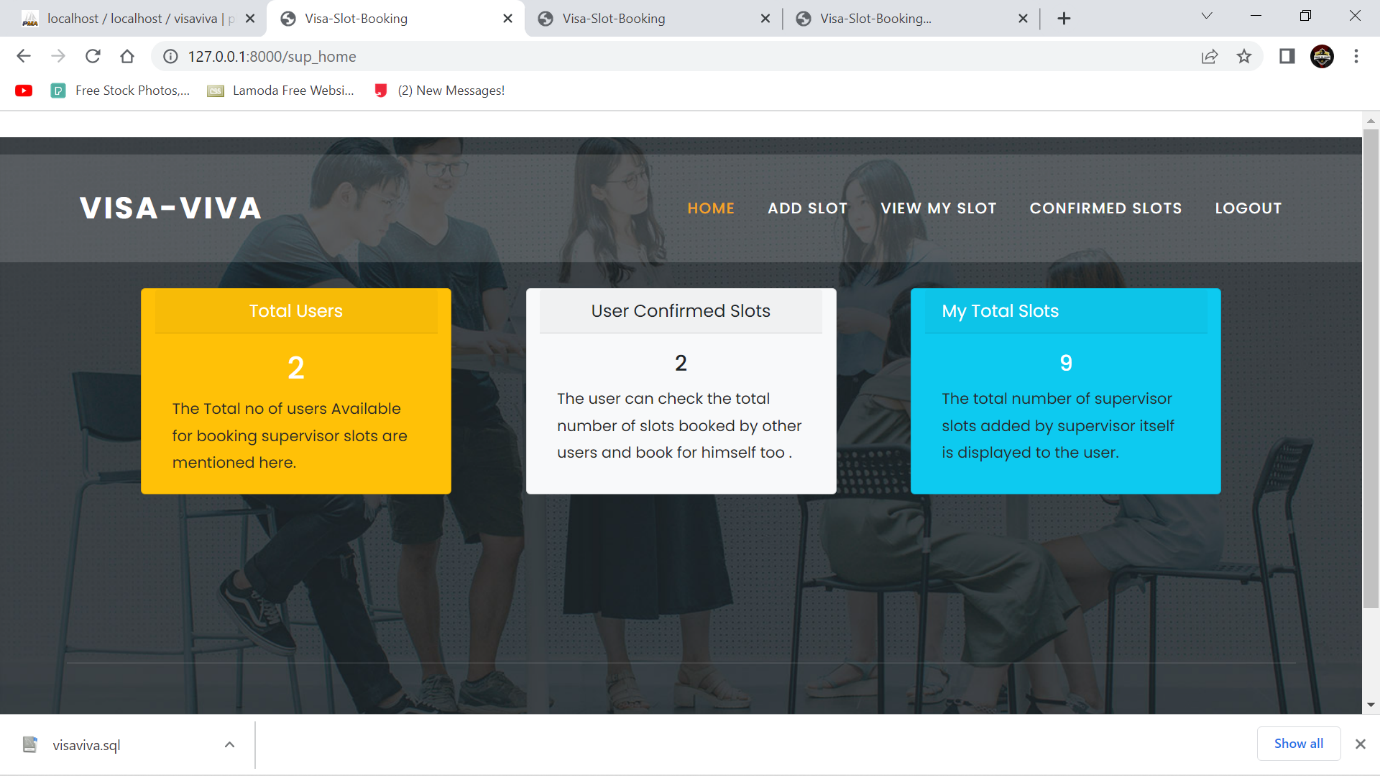 localhost / localhost / visaviva | p
Visa-Slot-Booking
Visa-Slot-Booking
Visa-Slot-Booking...
127.0.0.1:8000/sup_home
Free Stock Photos,...
CSS
Lamoda Free Websi...
(2) New Messages!
VISA-VIVA
HOME
ADD SLOT
VIEW MY SLOT
CONFIRMED SLOTS
LOGOUT
Total Users
2
The Total no of users Available
for booking supervisor slots are
mentioned here.
User Confirmed Slots
2
The user can check the total
number of slots booked by other
users and book for himself too .
My Total Slots
9
The total number of supervisor
slots added by supervisor itself
is displayed to the user.
visaviva.sql
Show all